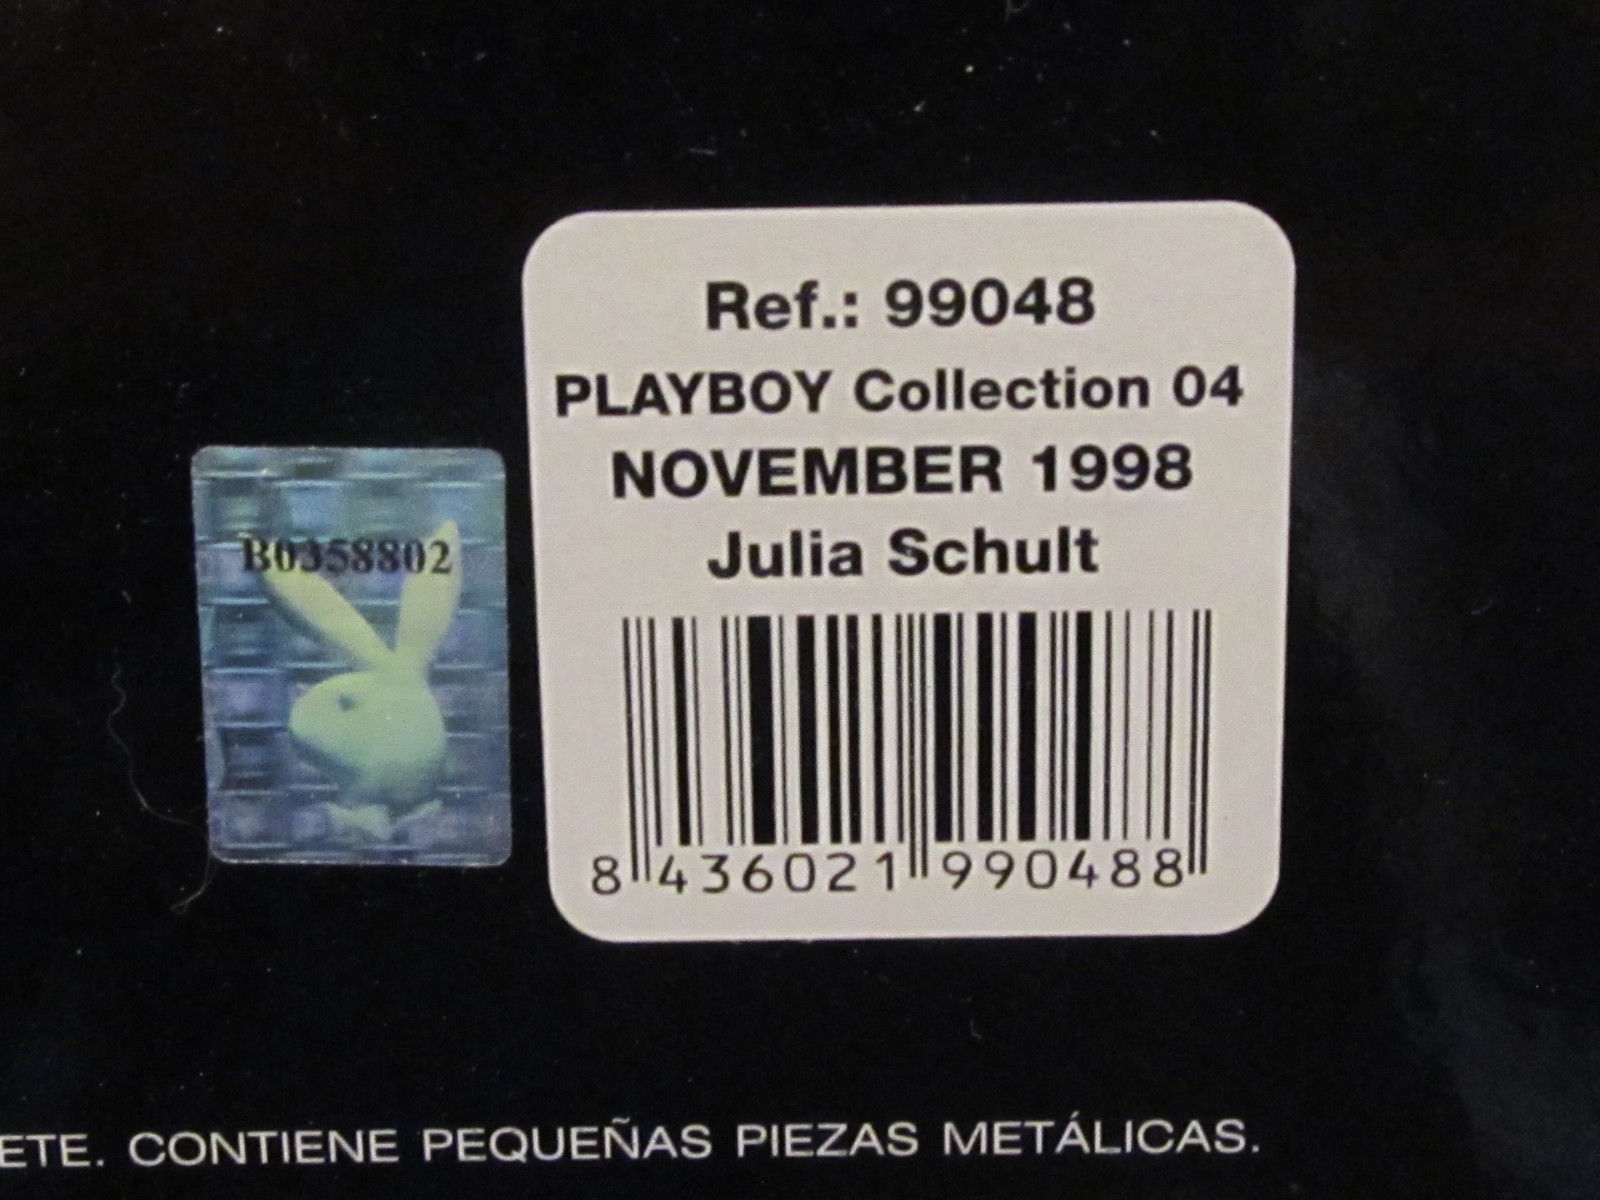 Ref.: 99048
PLAYBOY Collection 04
NOVEMBER 1998
Julia Schult
B0358802
8 436021 990488
ETE. CONTIENE PEQUEÑAS PIEZAS METÁLICAS.